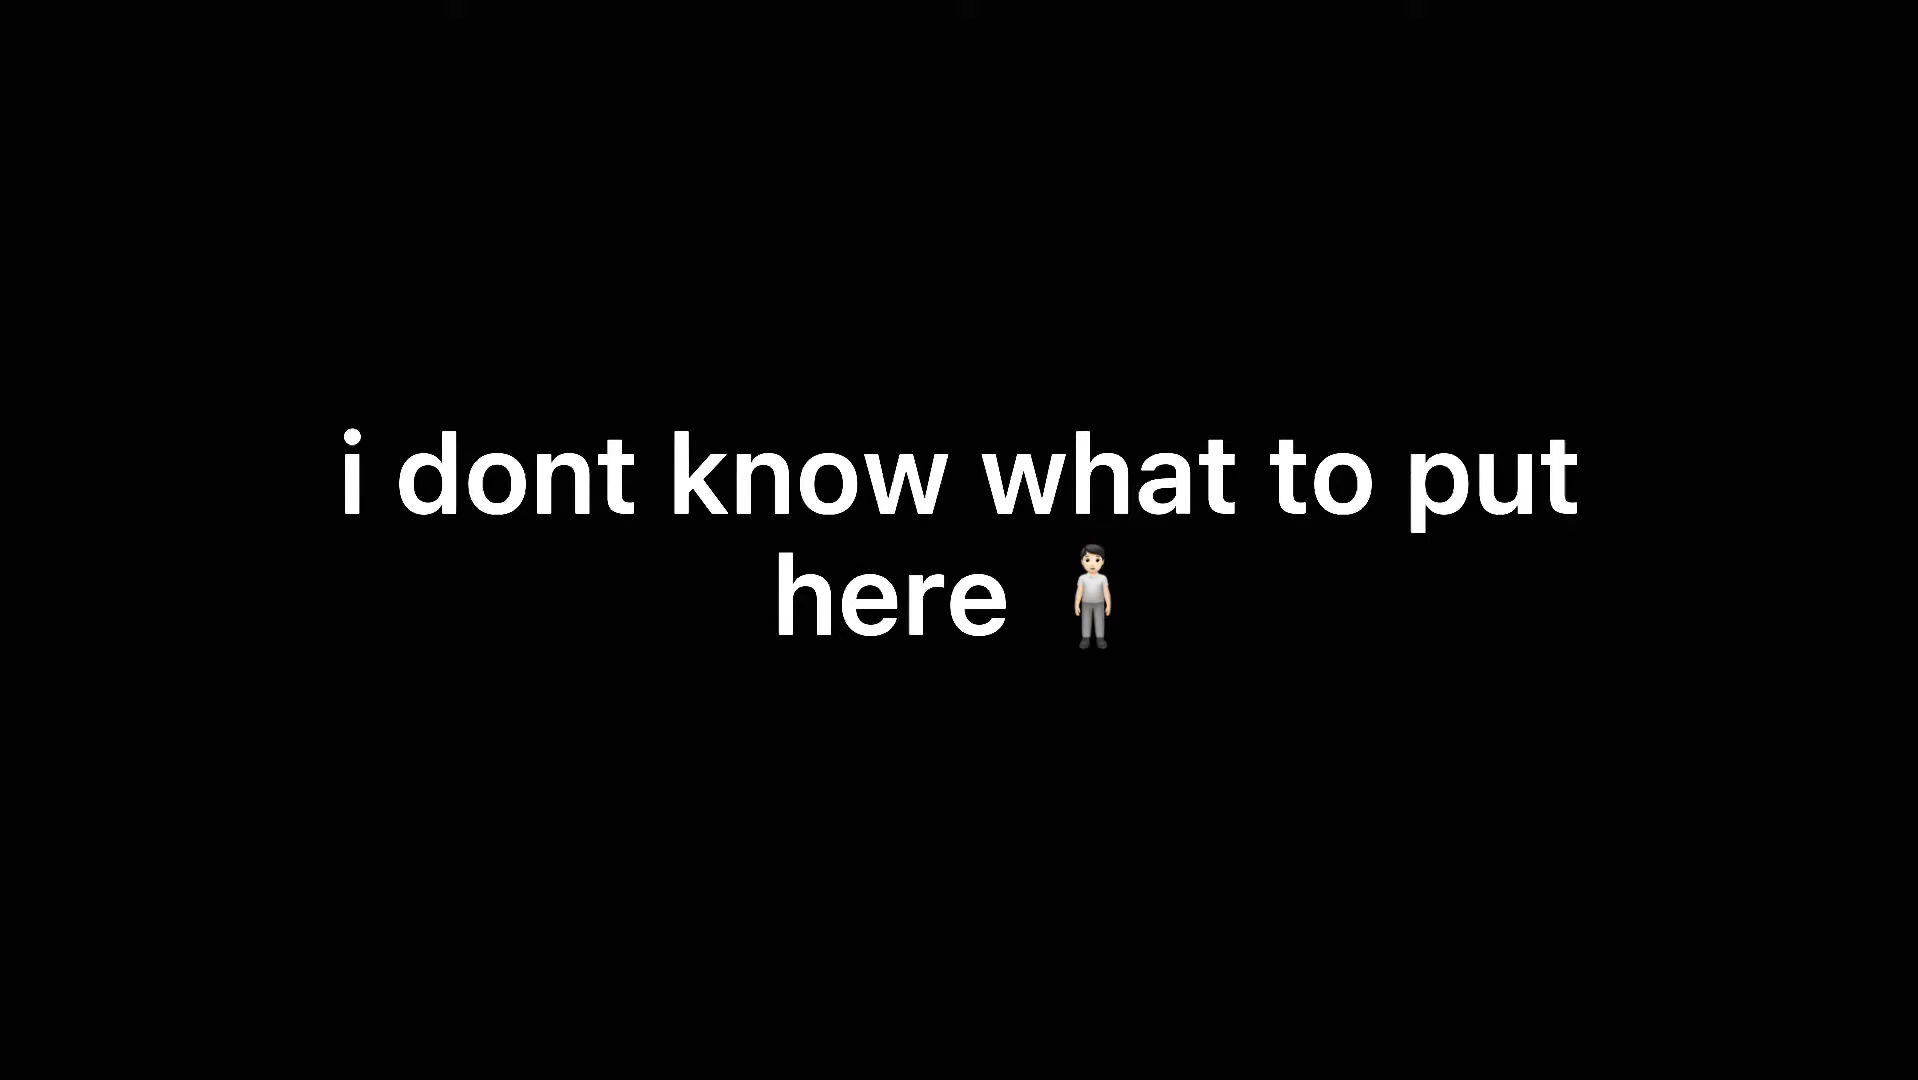 i dont know what to put
here 🧍🏻